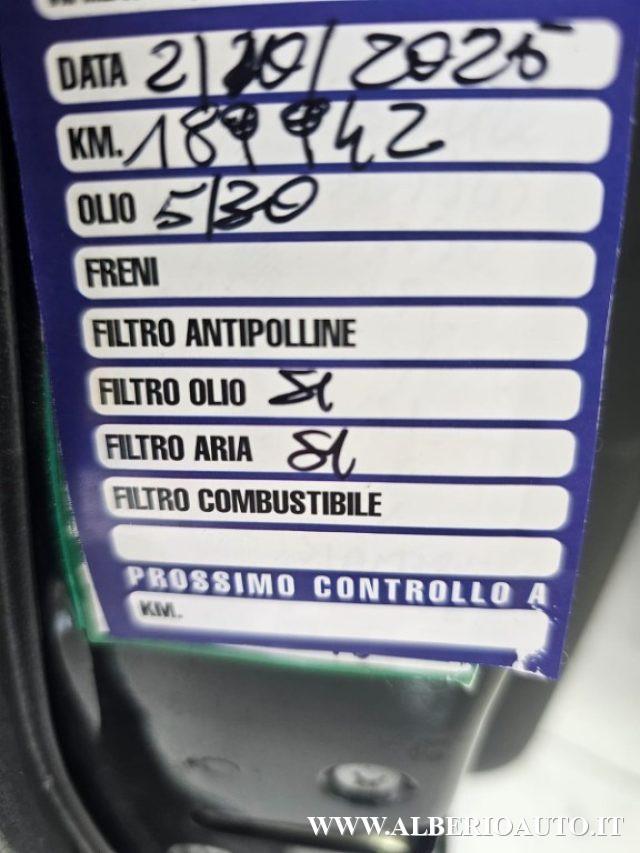 DATA 2/10/2025
KM. 189942
OLIO 5/30
FRENI
FILTRO ANTIPOLLINE
FILTRO OLIO SI
FILTRO ARIA SI
FILTRO COMBUSTIBILE
PROSSIMO CONTROLLO A
KM.
WWW.ALBERIOAUTO.IT